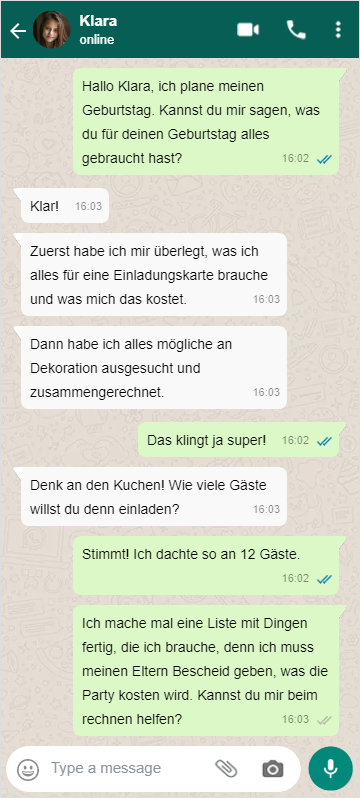 Klara
online
Hallo Klara, ich plane meinen
Geburtstag. Kannst du mir sagen, was
du für deinen Geburtstag alles
gebraucht hast?
16:02
Klar!
16:03
Zuerst habe ich mir überlegt, was ich
alles für eine Einladungskarte brauche
und was mich das kostet.
16:03
Dann habe ich alles mögliche an
Dekoration ausgesucht und
zusammengerechnet.
16:03
Das klingt ja super!
16:02
Denk an den Kuchen! Wie viele Gäste
willst du denn einladen?
16:03
Stimmt! Ich dachte so an 12 Gäste.
16:02
Ich mache mal eine Liste mit Dingen
fertig, die ich brauche, denn ich muss
meinen Eltern Bescheid geben, was die
Party kosten wird. Kannst du mir beim
rechnen helfen?
16:03
Type a message